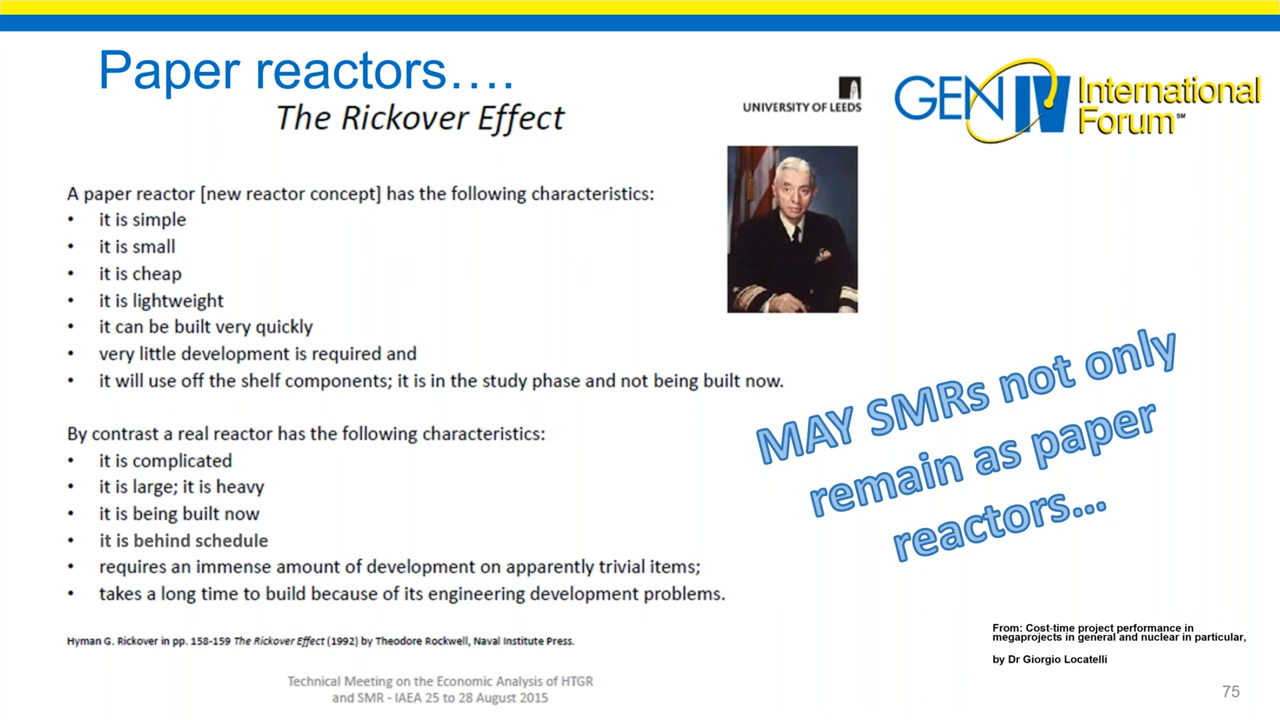 Paper reactors….
The Rickover Effect
UNIVERSITY OF LEEDS
GEN IV International
Forum℠
A paper reactor [new reactor concept] has the following characteristics:
• it is simple
• it is small
• it is cheap
• it is lightweight
• it can be built very quickly
• very little development is required and
• it will use off the shelf components; it is in the study phase and not being built now.
By contrast a real reactor has the following characteristics:
• it is complicated
• it is large; it is heavy
• it is being built now
• it is behind schedule
• requires an immense amount of development on apparently trivial items;
• takes a long time to build because of its engineering development problems.
MAY SMRs not only
remain as paper
reactors...
Hyman G. Rickover in pp. 158-159 The Rickover Effect (1992) by Theodore Rockwell, Naval Institute Press.
From: Cost-time project performance in
megaprojects in general and nuclear in particular,
by Dr Giorgio Locatelli
Technical Meeting on the Economic Analysis of HTGR
and SMR - IAEA 25 to 28 August 2015
75